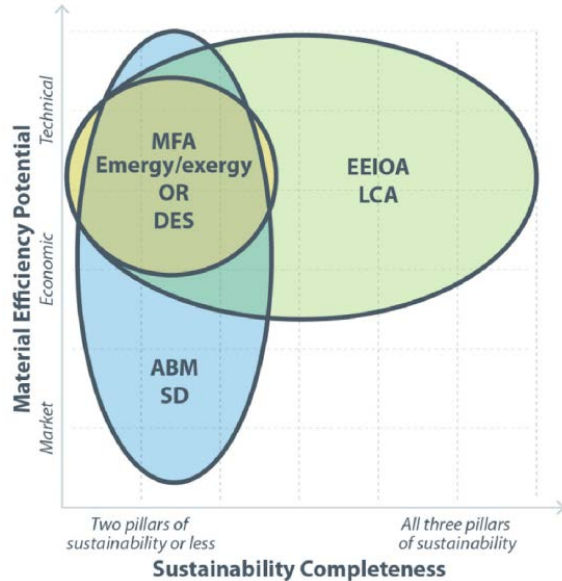 Material Efficiency Potential
Technical
Economic
Market
MFA
Emergy/exergy
OR
DES
EEIOA
LCA
ABM
SD
Two pillars of
sustainability or less
All three pillars
of sustainability
Sustainability Completeness